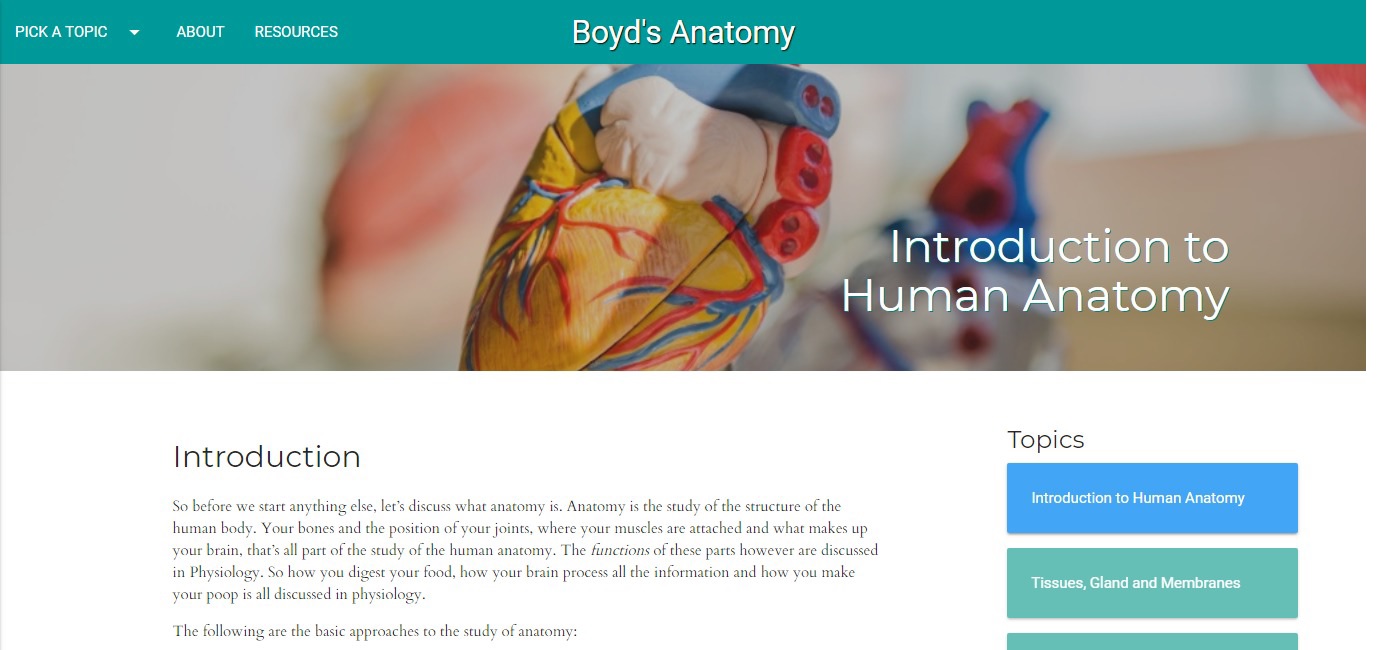 PICK A TOPIC
ABOUT
RESOURCES
Boyd's Anatomy
Introduction to
Human Anatomy
Introduction
So before we start anything else, let's discuss what anatomy is. Anatomy is the study of the structure of the
human body. Your bones and the position of your joints, where your muscles are attached and what makes up
your brain, that's all part of the study of the human anatomy. The functions of these parts however are discussed
in Physiology. So how you digest your food, how your brain process all the information and how you make
your poop is all discussed in physiology.
The following are the basic approaches to the study of anatomy:
Topics
Introduction to Human Anatomy
Tissues, Gland and Membranes